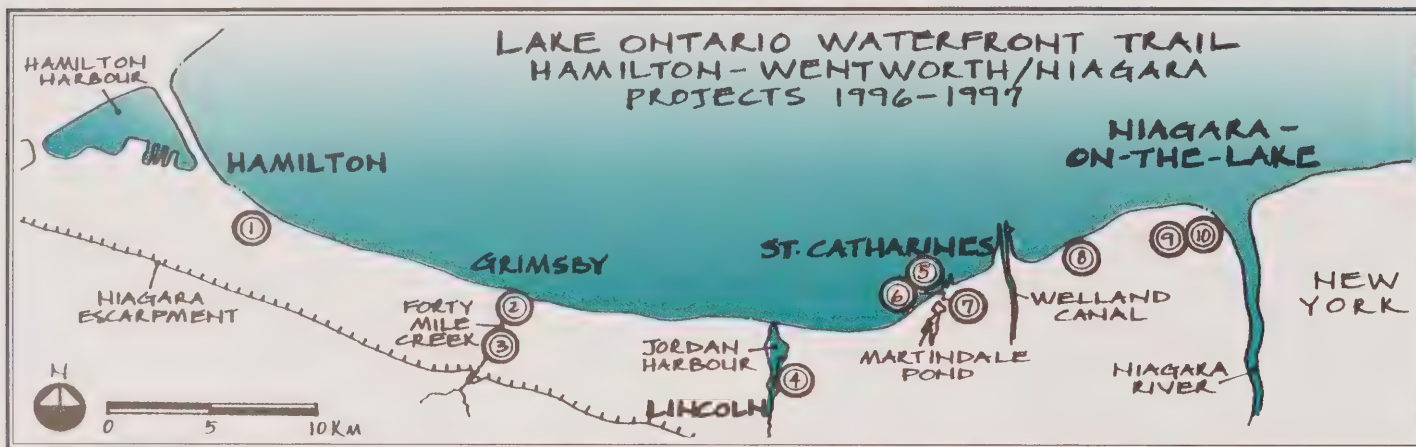 LAKE ONTARIO WATERFRONT TRAIL
HAMILTON-WENTWORTH/NIAGARA
PROJECTS 1996-1997
HAMILTON
HARBOUR
HAMILTON
1
NIAGARA
ESCARPMENT
GRIMSBY
2
FORTY
MILE
CREEK
3
JORDAN
HARBOUR
4
LINCOLN
ST. CATHARINES
5
6
7
MARTINDALE
POND
WELLAND
CANAL
8
NIAGARA-
ON-THE-LAKE
9
10
NIAGARA
RIVER
NEW
YORK
N
0 5 10 KM